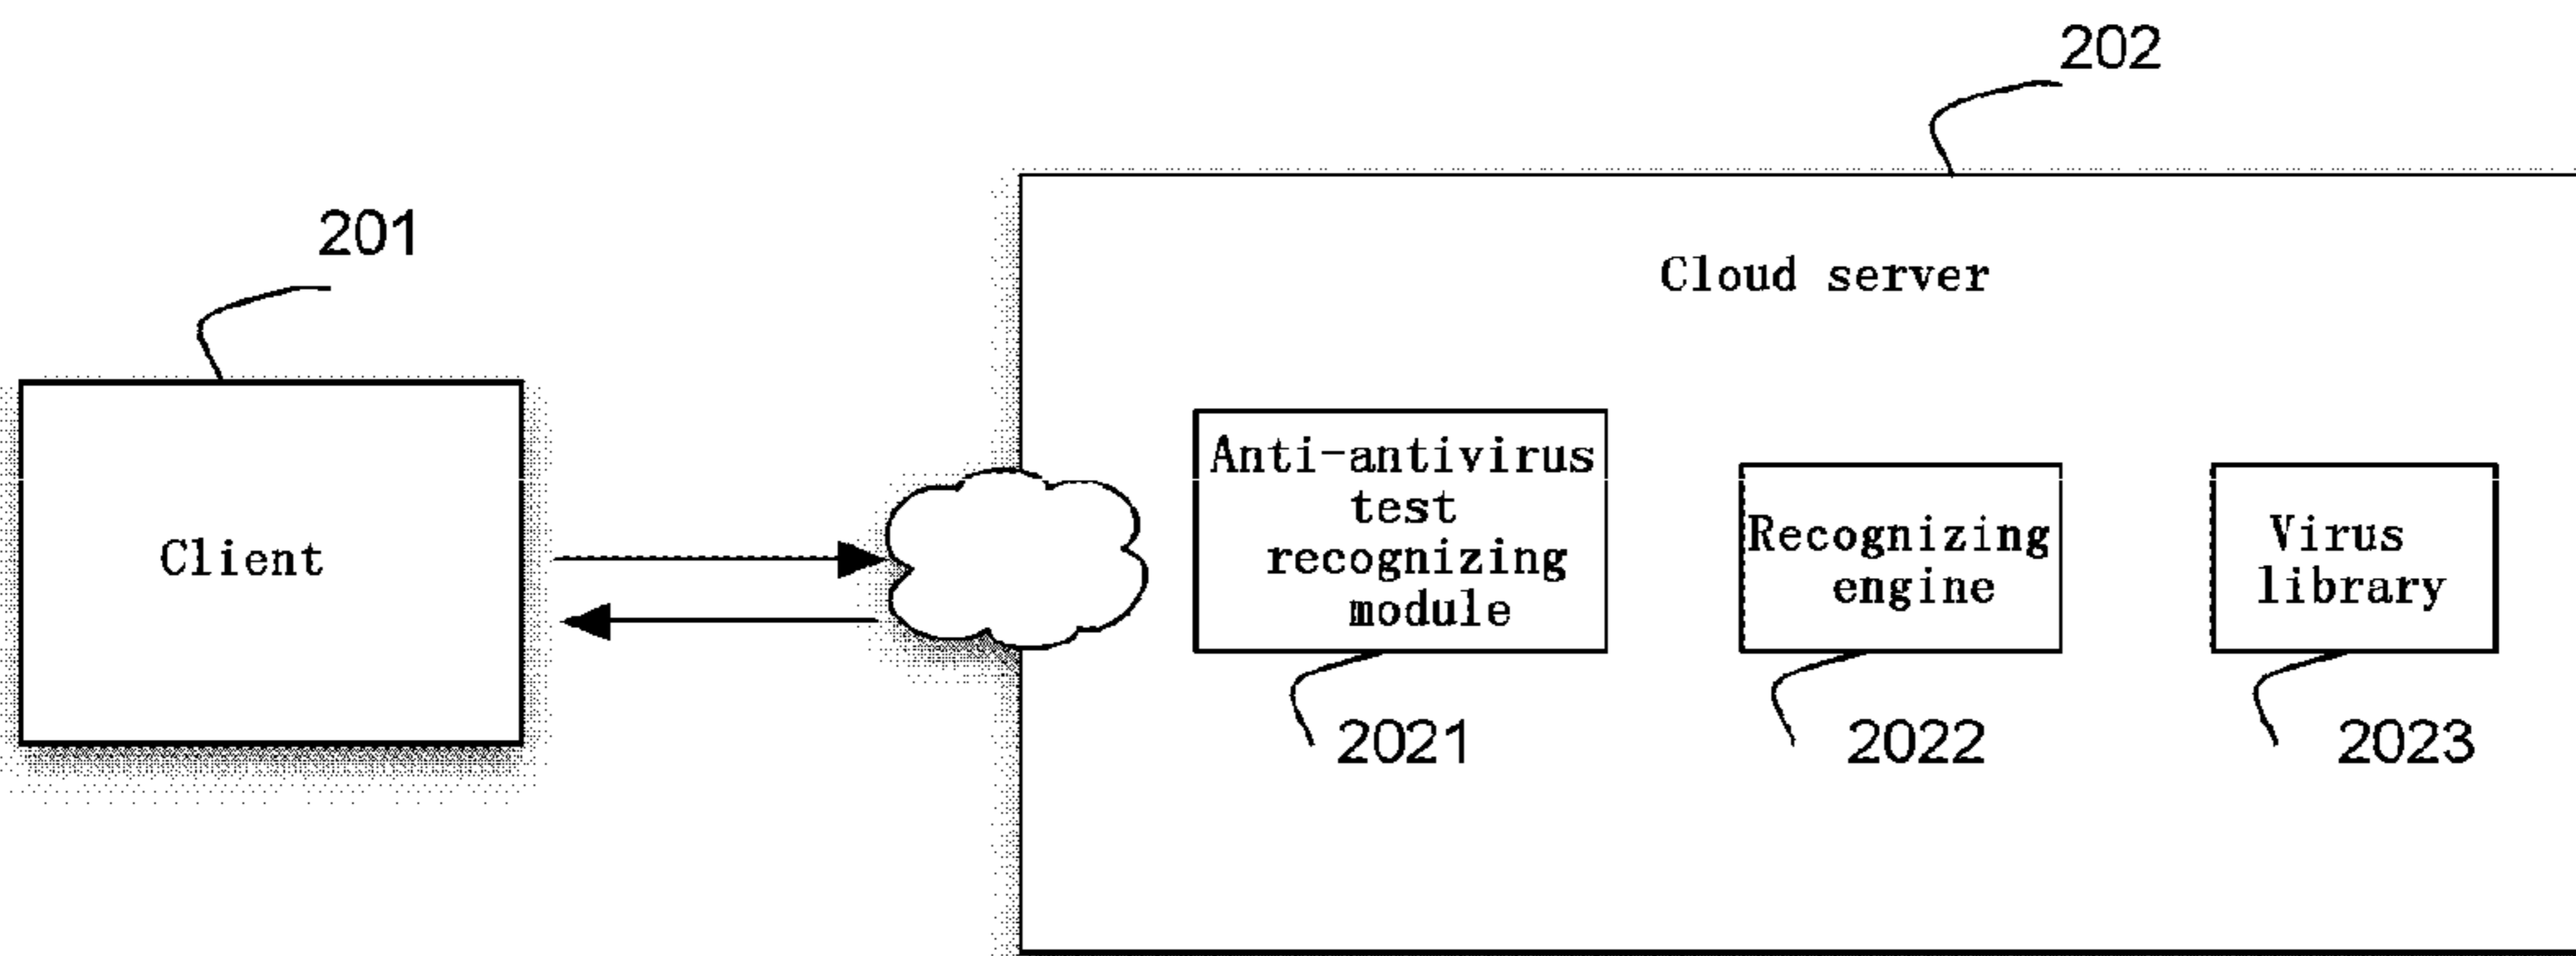 202
201
Cloud server
Client
Anti-antivirus
test
recognizing
module
Recognizing
engine
Virus
library
2021
2022
2023